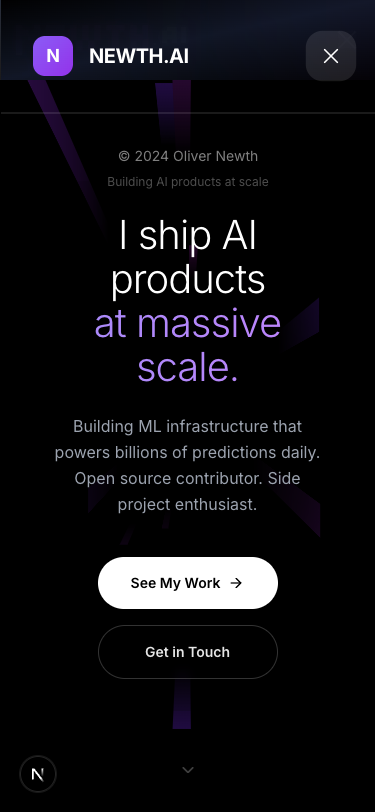 N NEWTH.AI
© 2024 Oliver Newth
Building AI products at scale
I ship AI
products
at massive
scale.
Building ML infrastructure that
powers billions of predictions daily.
Open source contributor. Side
project enthusiast.
See My Work →
Get in Touch
N